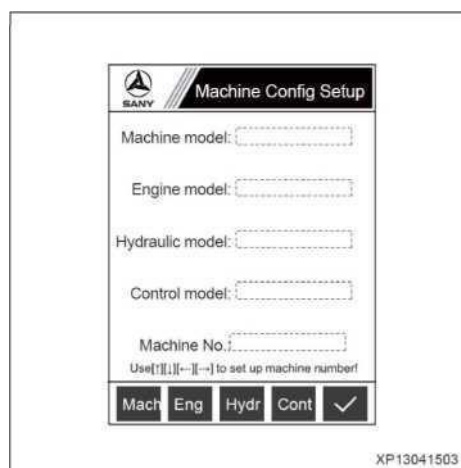 SANY
Machine Config Setup
Machine model:
Engine model:
Hydraulic model:
Control model:
Machine No.:
Use[↑][↓][←][→] to set up machine number!
Mach Eng Hydr Cont ✓
XP13041503